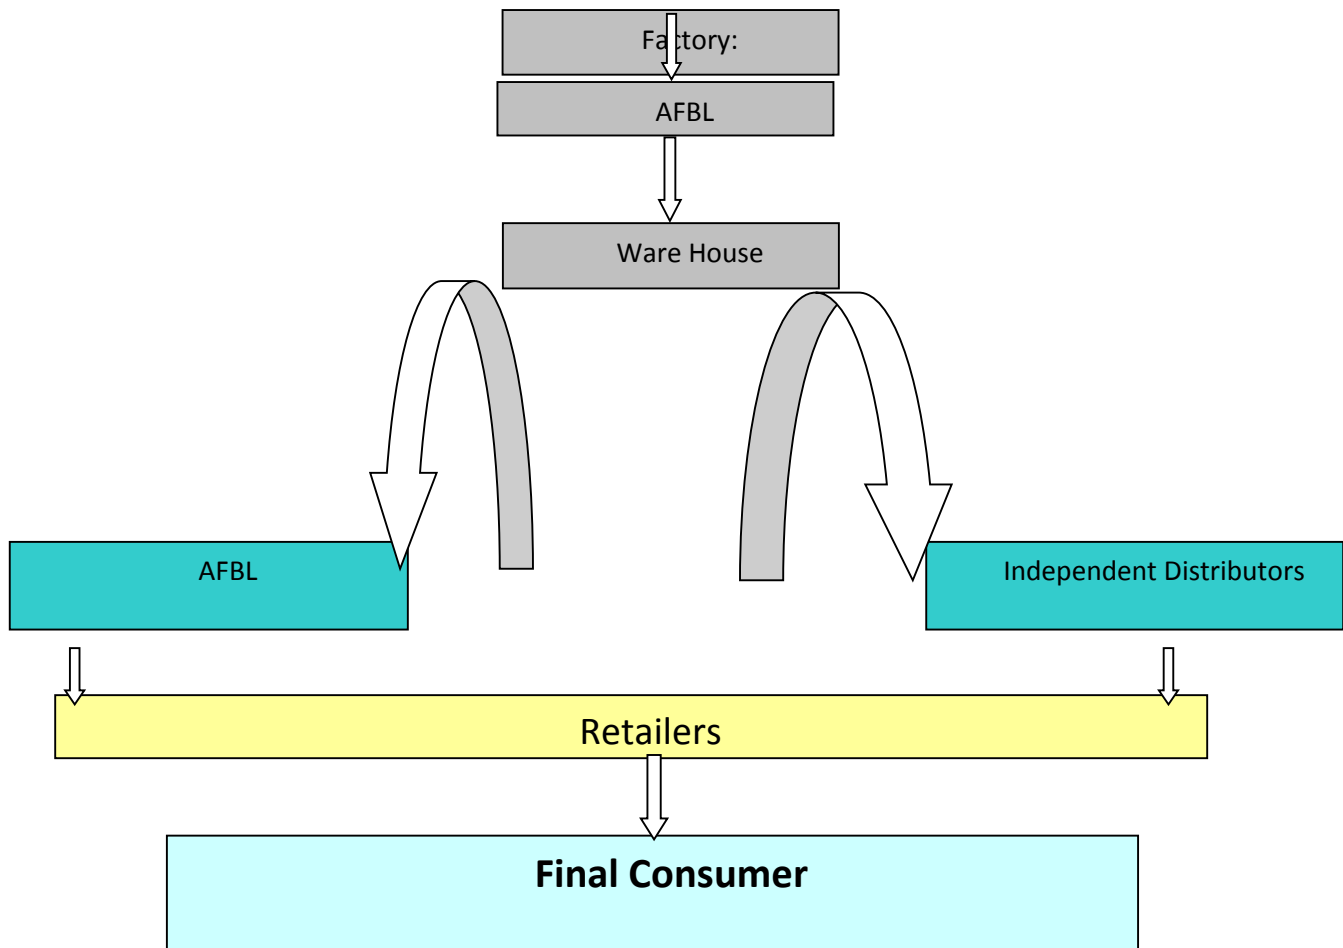 Factory:
AFBL
Ware House
AFBL
Independent Distributors
Retailers
Final Consumer